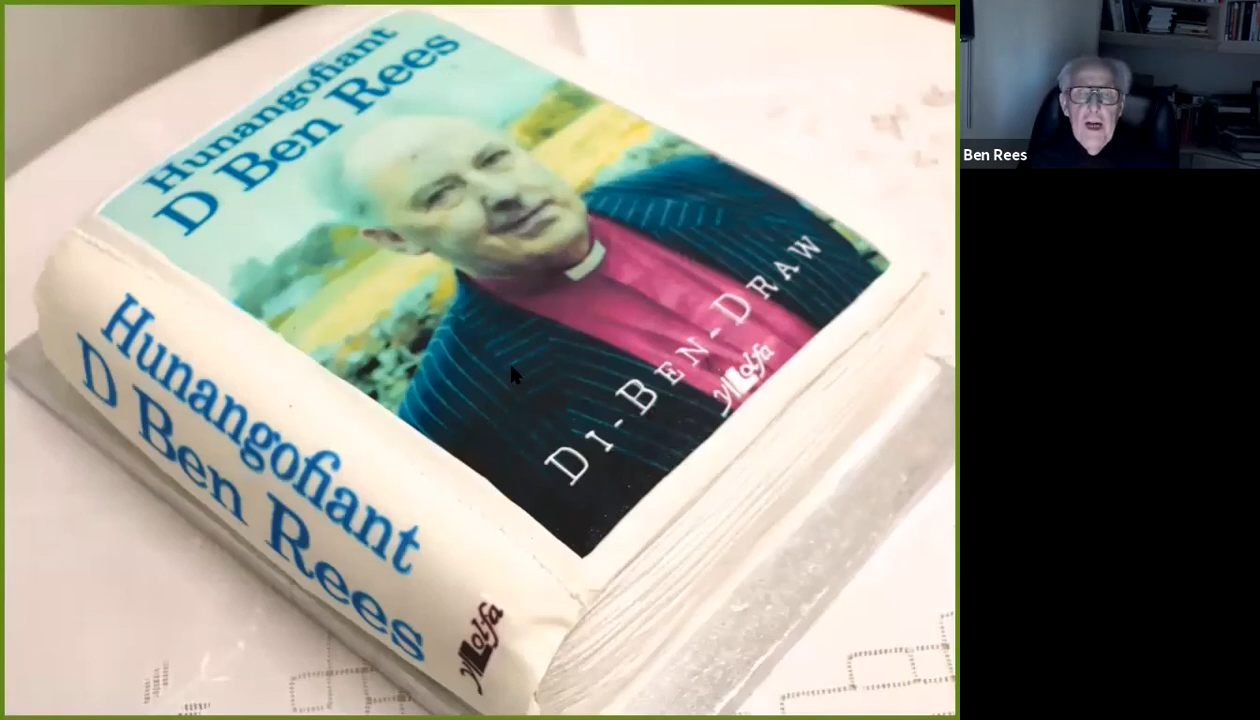 Hunangofiant
D Ben Rees
DI-BEN-DRAW
y Lolfa
Hunangofiant
D Ben Rees
y Lolfa
Ben Rees